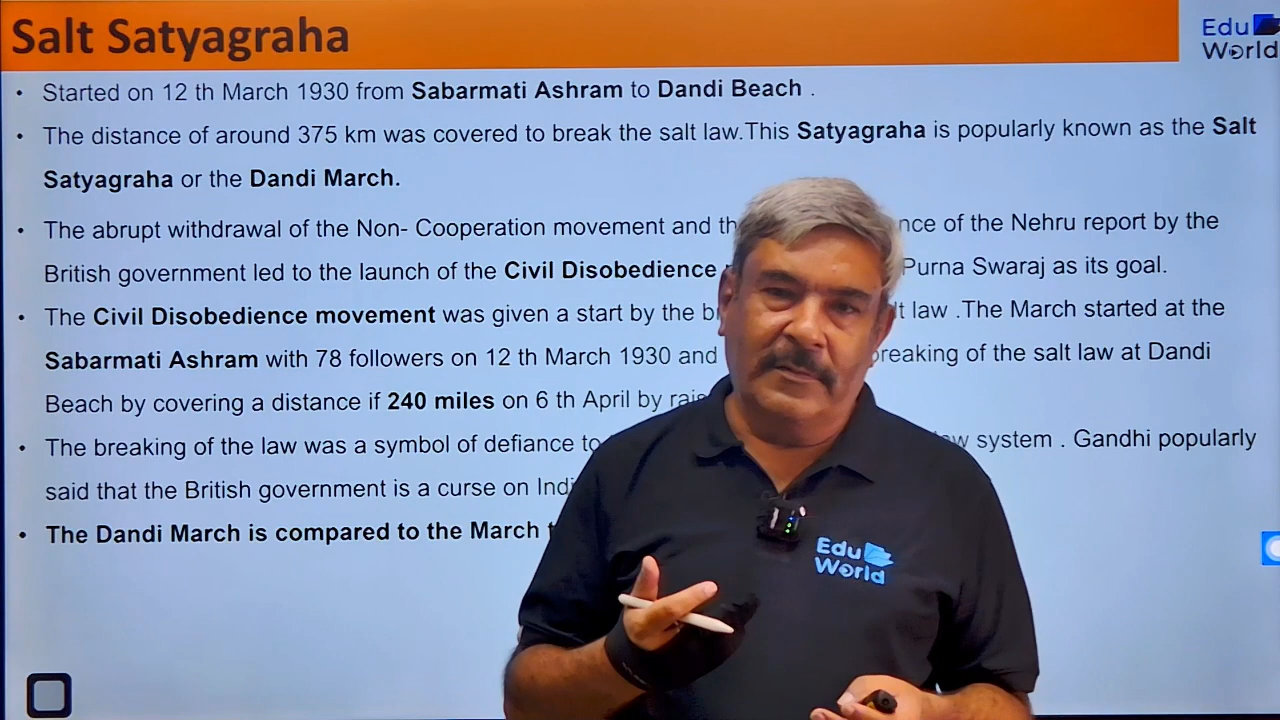 Salt Satyagraha
Edu
World
• Started on 12 th March 1930 from Sabarmati Ashram to Dandi Beach .
• The distance of around 375 km was covered to break the salt law.This Satyagraha is popularly known as the Salt
Satyagraha or the Dandi March.
• The abrupt withdrawal of the Non- Cooperation movement and of the Nehru report by the
British government led to the launch of the Civil Disobedience Purna Swaraj as its goal.
• The Civil Disobedience movement was given a start by the law .The March started at the
Sabarmati Ashram with 78 followers on 12 th March 1930 and breaking of the salt law at Dandi
Beach by covering a distance if 240 miles on 6 th April by
• The breaking of the law was a symbol of defiance to system . Gandhi popularly
said that the British government is a curse on
• The Dandi March is compared to the March
Edu
World